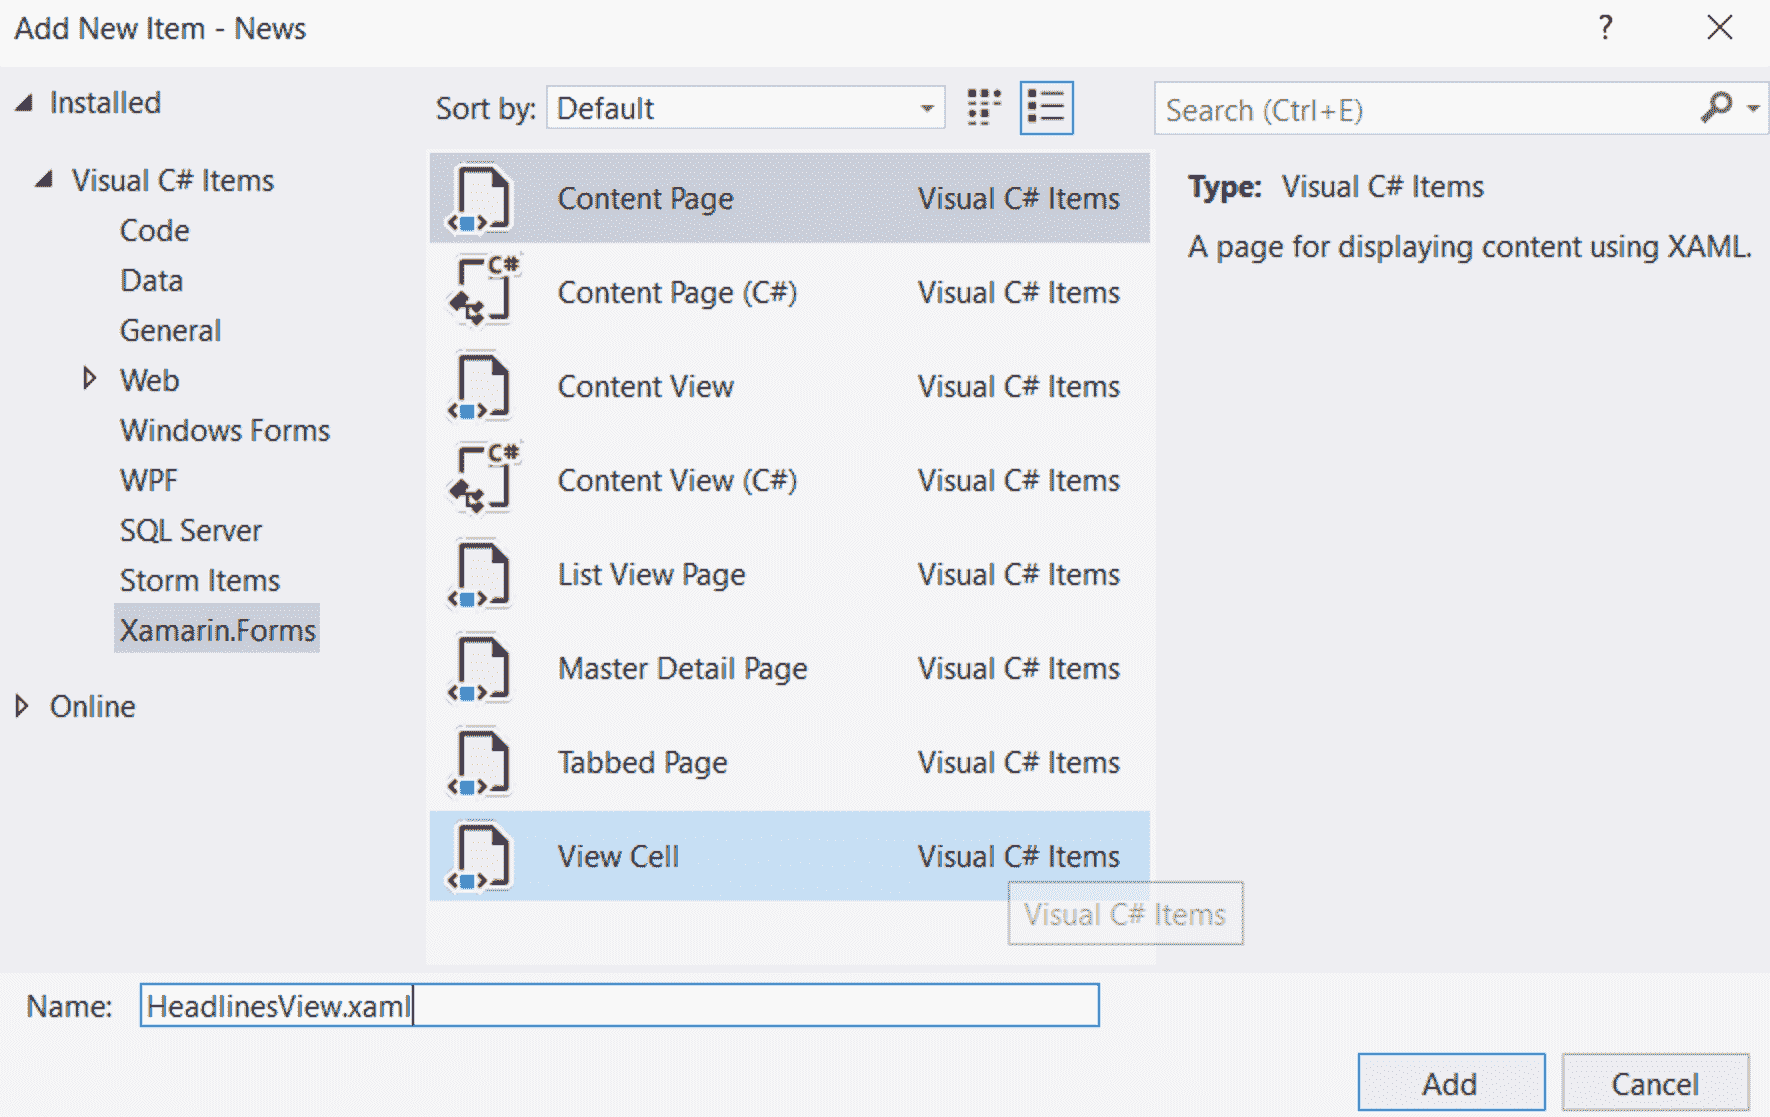 Add New Item - News
?
Installed
Sort by: Default
Search (Ctrl+E)
Visual C# Items
Code
Data
General
Web
Windows Forms
WPF
SQL Server
Storm Items
Xamarin.Forms
Online
Content Page Visual C# Items
C#
Content Page (C#) Visual C# Items
Content View Visual C# Items
C#
Content View (C#) Visual C# Items
List View Page Visual C# Items
Master Detail Page Visual C# Items
Tabbed Page Visual C# Items
View Cell Visual C# Items
Visual C# Items
Type: Visual C# Items
A page for displaying content using XAML.
Name: HeadlinesView.xaml
Add Cancel